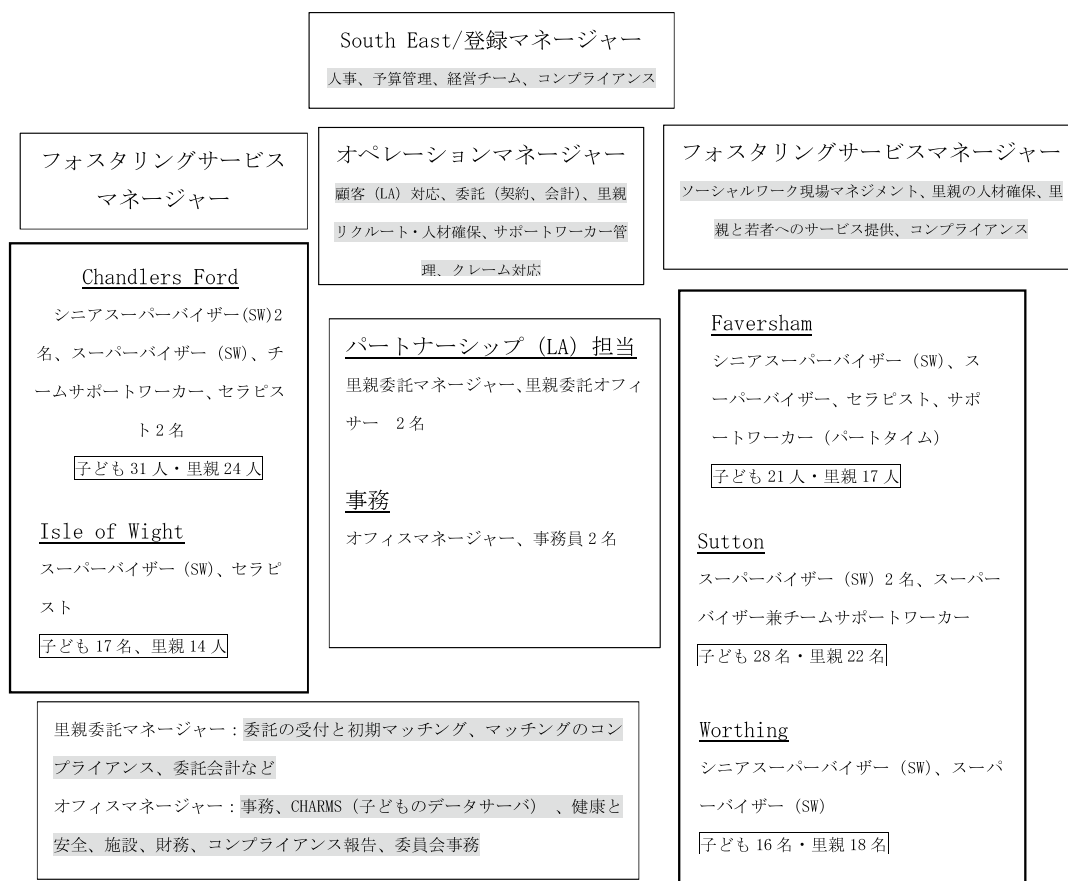 South East/登録マネージャー
人事、予算管理、経営チーム、コンプライアンス
フォスタリングサービス
マネージャー
オペレーションマネージャー
顧客（LA）対応、委託（契約、会計）、里親
リクルート・人材確保、サポートワーカー管
理、クレーム対応
フォスタリングサービスマネージャー
ソーシャルワーク現場マネジメント、里親の人材確保、里
親と若者へのサービス提供、コンプライアンス
Chandlers Ford
シニアスーパーバイザー(SW)2
名、スーパーバイザー（SW）、チ
ームサポートワーカー、セラピス
ト2名
子ども31人・里親24人
Isle of Wight
スーパーバイザー（SW）、セラピ
スト
子ども17名、里親14人
パートナーシップ（LA）担当
里親委託マネージャー、里親委託オフィ
サー　2名
事務
オフィスマネージャー、事務員2名
Faversham
シニアスーパーバイザー（SW）、ス
ーパーバイザー、セラピスト、サポ
ートワーカー（パートタイム）
子ども21人・里親17人
Sutton
スーパーバイザー（SW）2名、スーパー
バイザー兼チームサポートワーカー
子ども28名・里親22名
Worthing
シニアスーパーバイザー（SW）、スーパ
ーバイザー（SW）
子ども16名・里親18名
里親委託マネージャー：委託の受付と初期マッチング、マッチングのコン
プライアンス、委託会計など
オフィスマネージャー：事務、CHARMS（子どものデータサーバ）　、健康と
安全、施設、財務、コンプライアンス報告、委員会事務